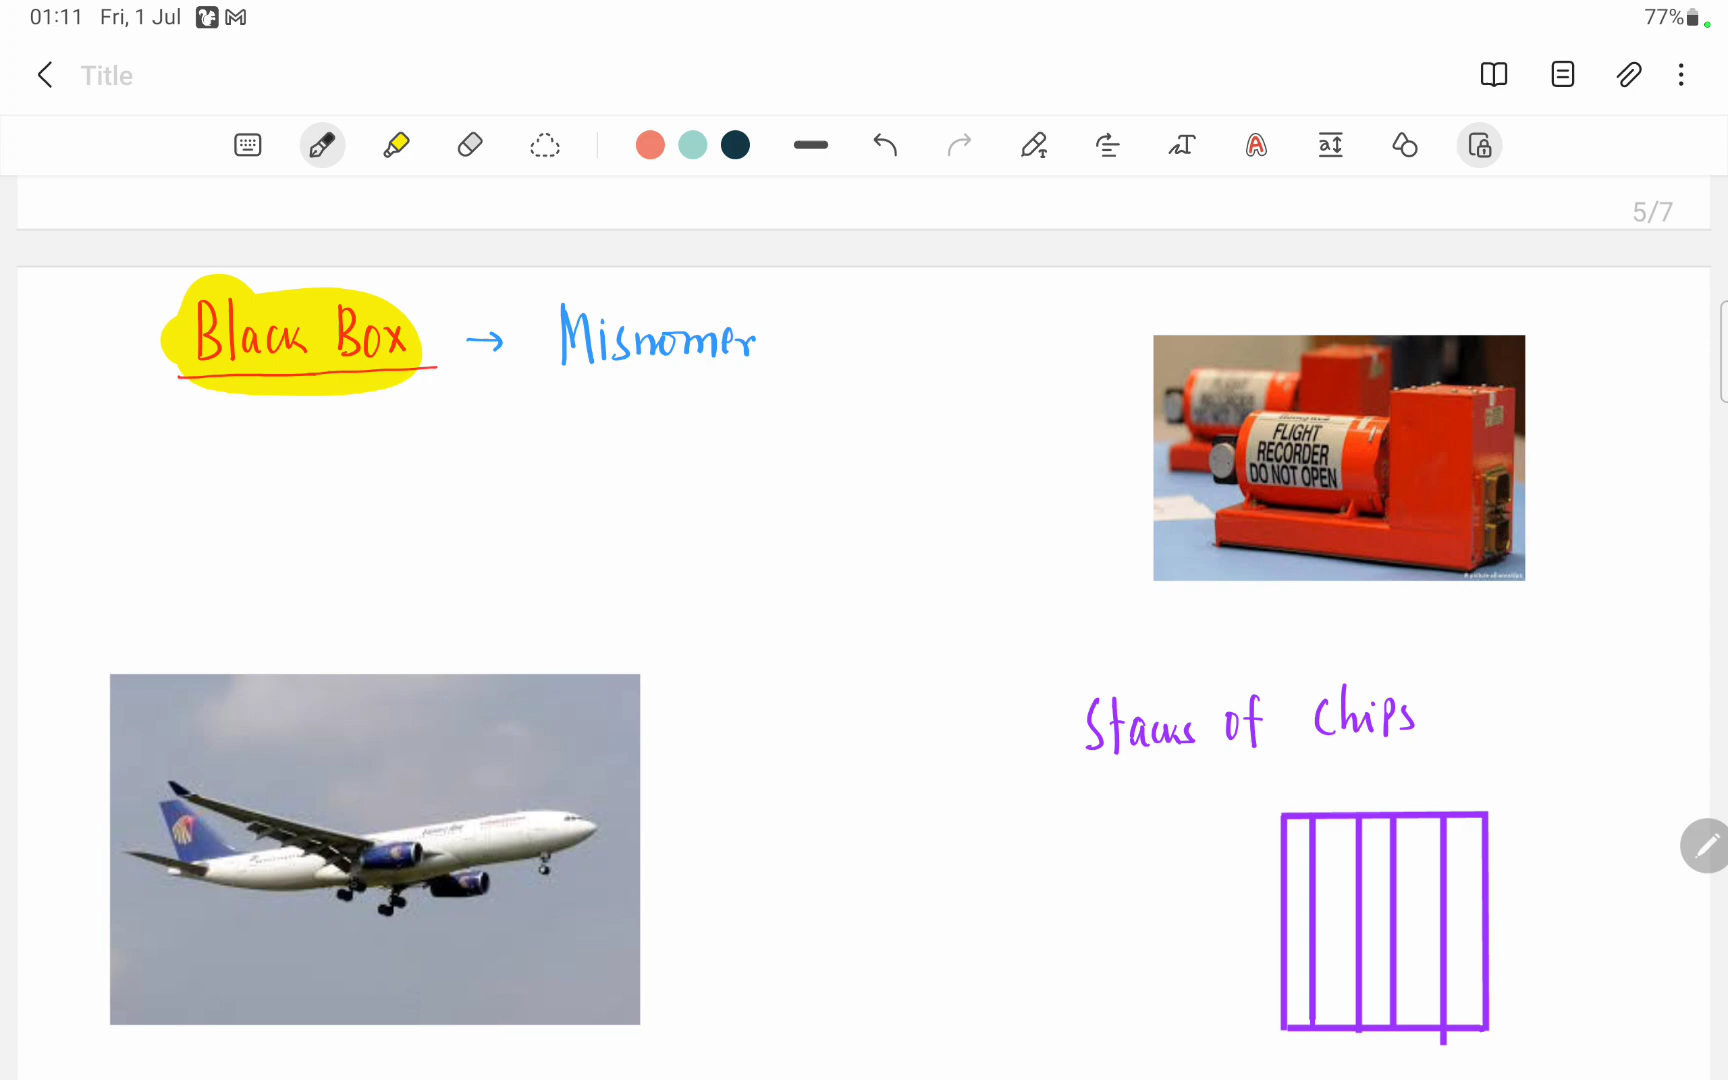 01:11 Fri, 1 Jul
77%
Title
5/7
Black Box → Misnomer
FLIGHT
RECORDER
DO NOT OPEN
Stacks of Chips